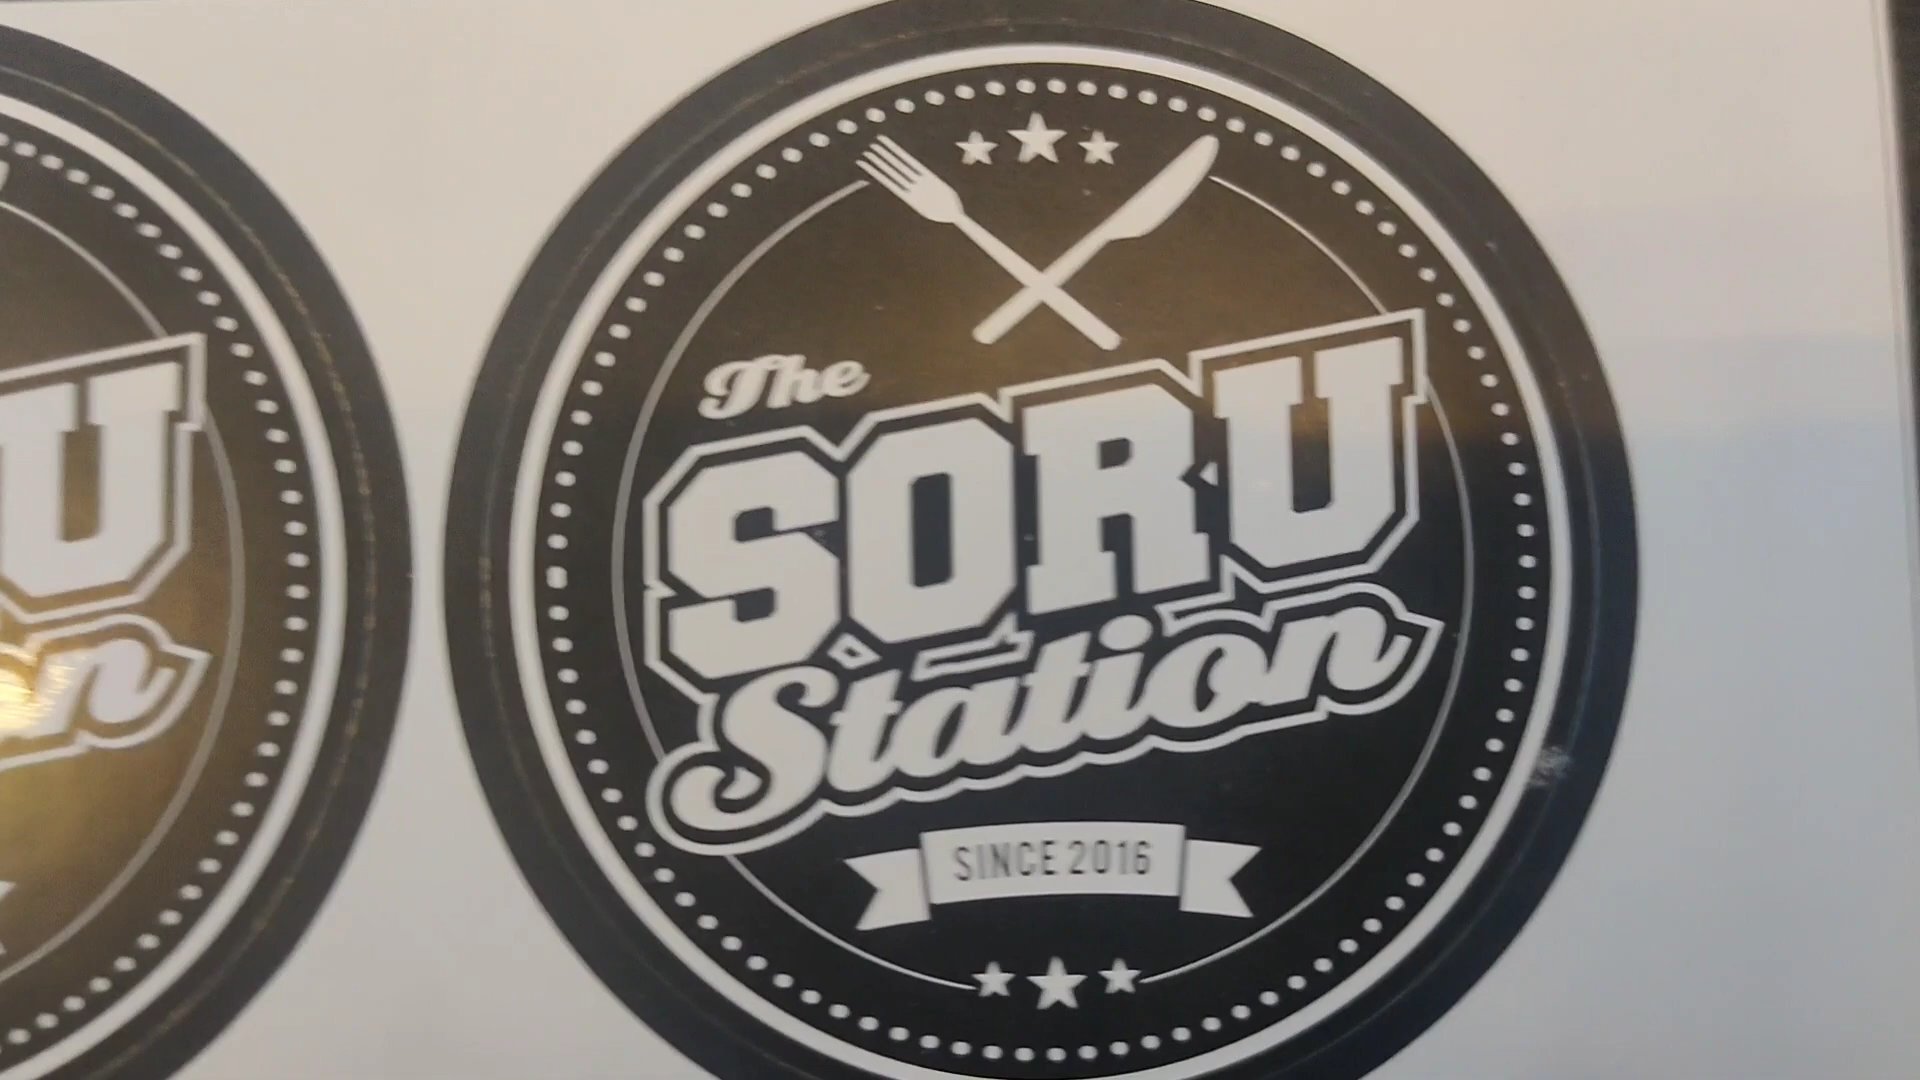 The
SORU
Station
SINCE 2016
U
n